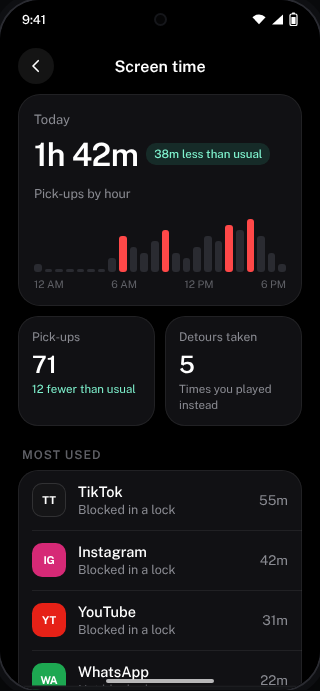 9:41
Screen time
Today
1h 42m
38m less than usual
Pick-ups by hour
12 AM 6 AM 12 PM 6 PM
Pick-ups
71
12 fewer than usual
Detours taken
5
Times you played
instead
MOST USED
TT
TikTok
Blocked in a lock
55m
IG
Instagram
Blocked in a lock
42m
YT
YouTube
Blocked in a lock
31m
WA
WhatsApp
22m